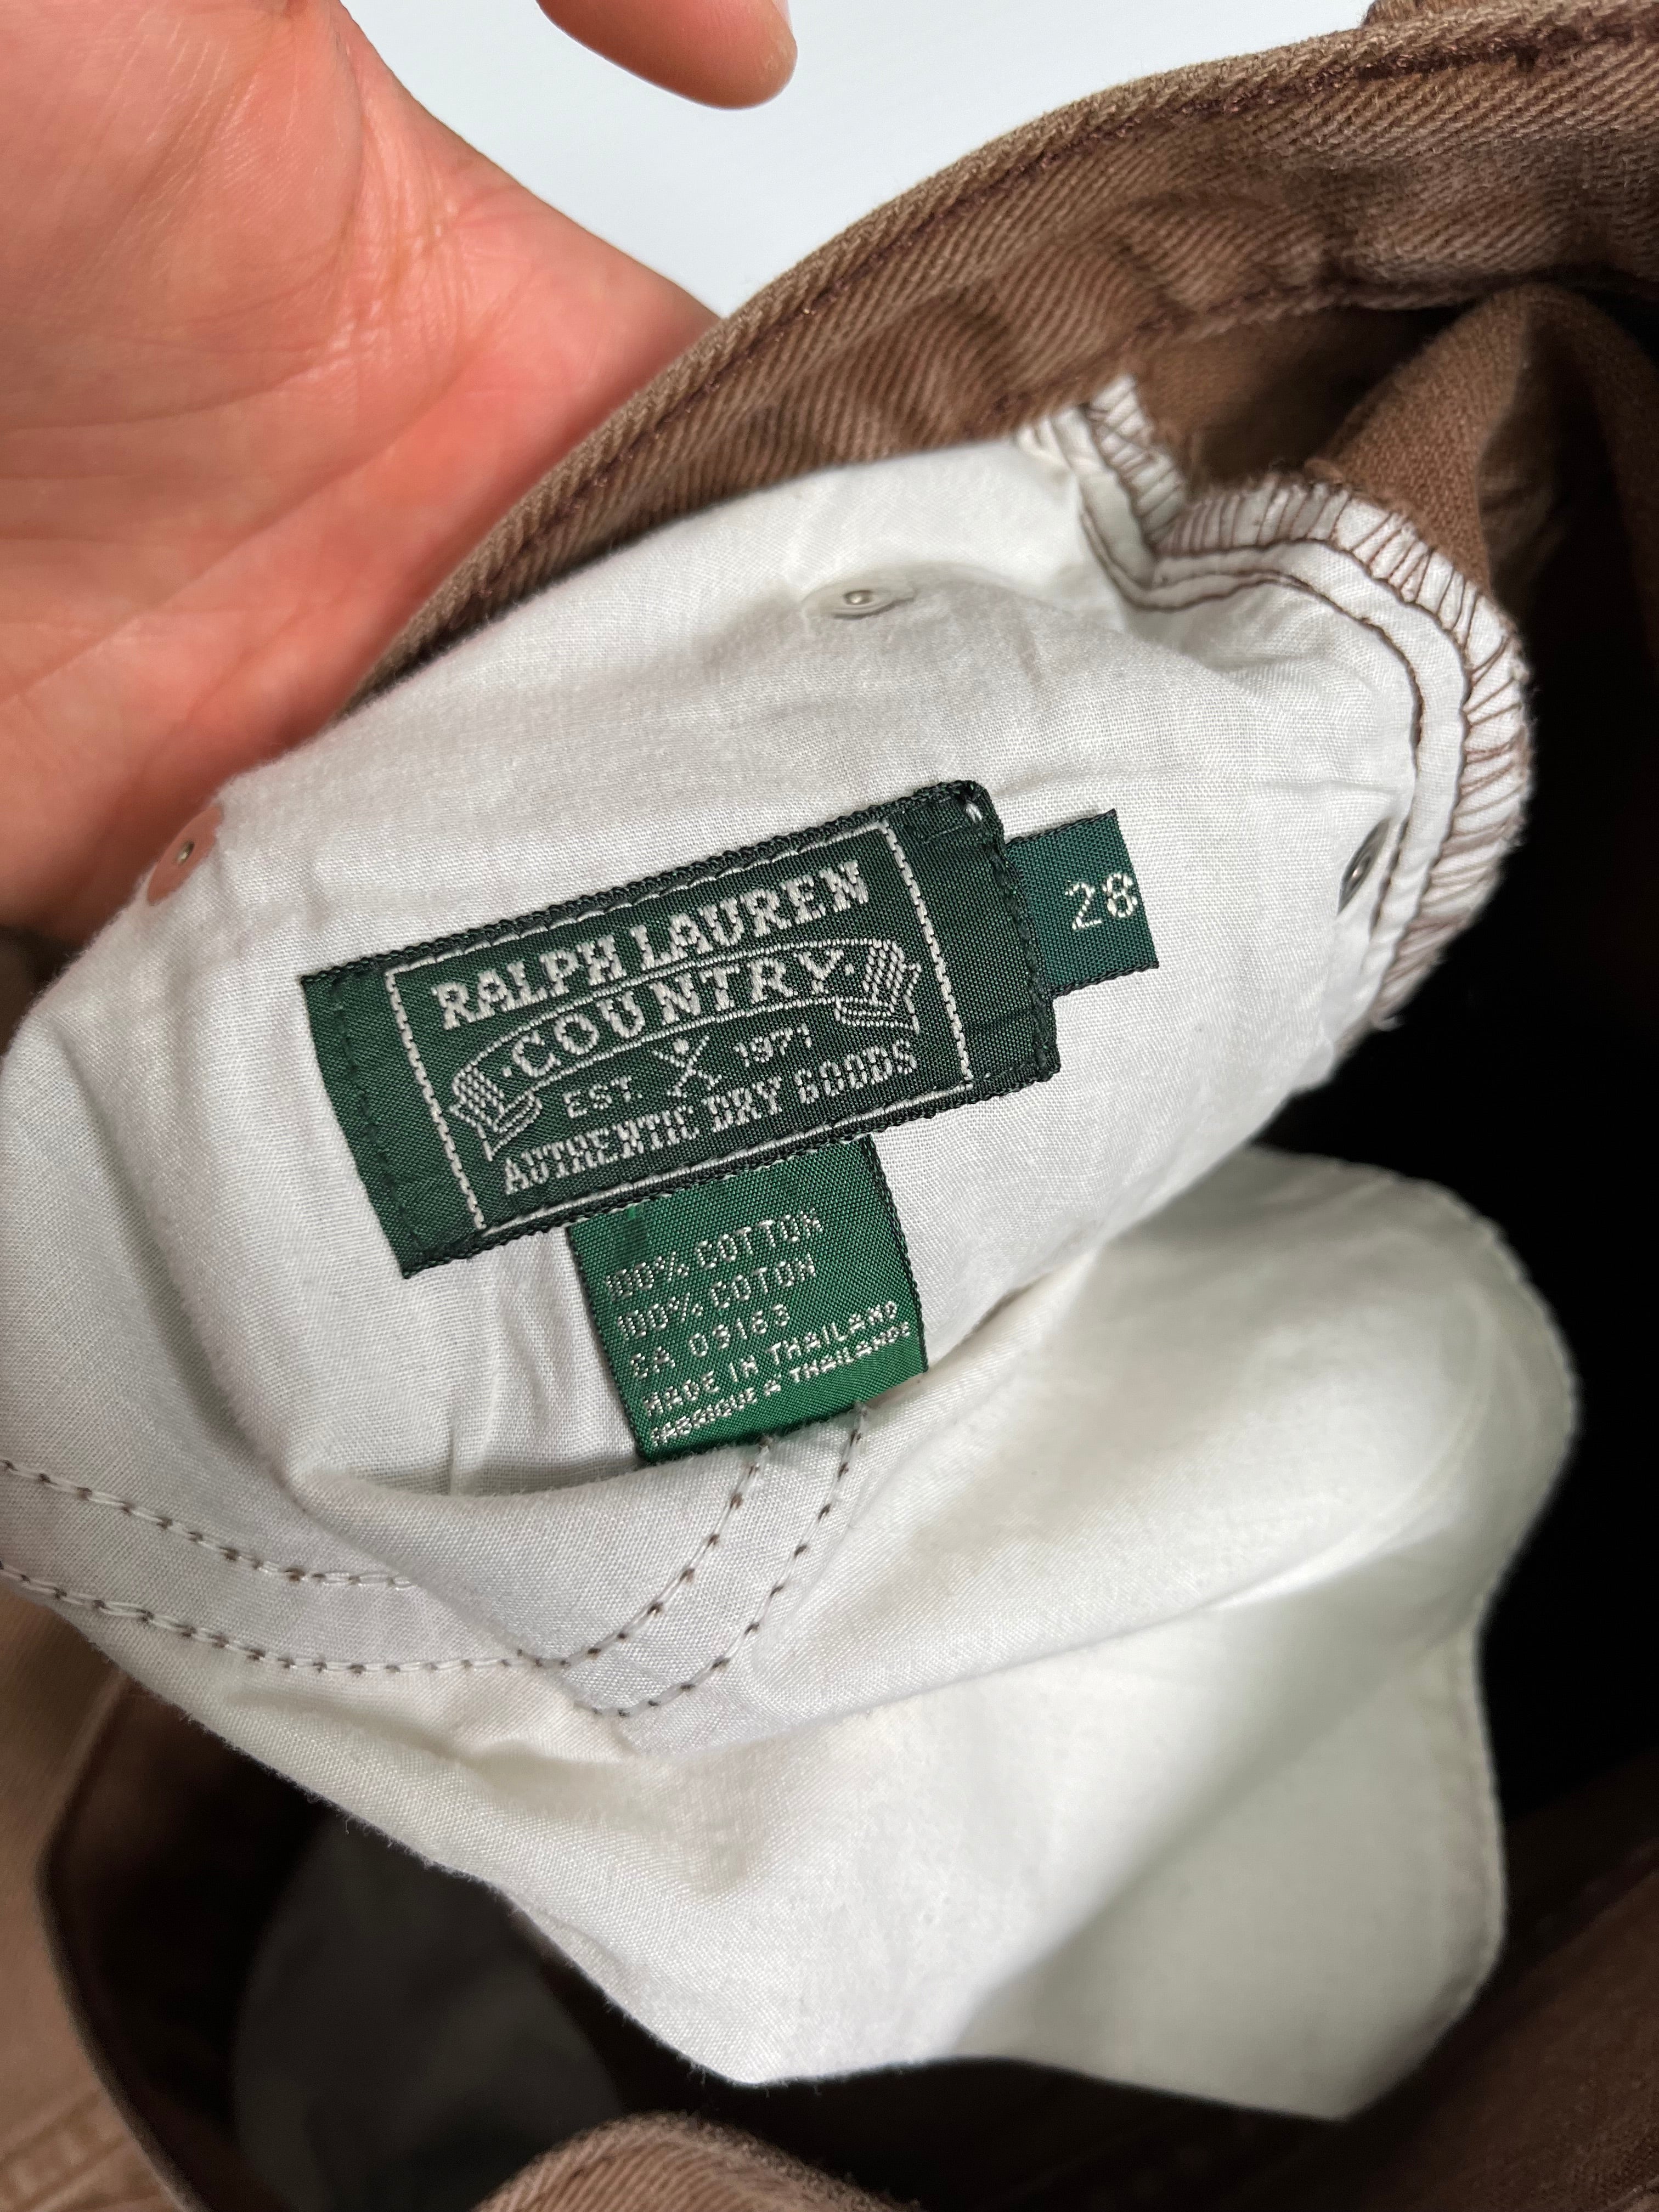 RALPH LAUREN
·COUNTRY·
EST. 1971
AUTHENTIC DRY GOODS
28
100% COTTON
100% COTON
CA 09163
MADE IN THAILAND
FABRIQUE A THAILANDE